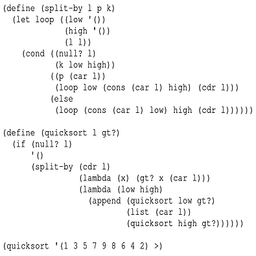 (define (split-by l p k)
  (let loop ((low '())
             (high '())
             (l l))
    (cond ((null? l)
           (k low high))
          ((p (car l))
           (loop low (cons (car l) high) (cdr l)))
          (else
           (loop (cons (car l) low) high (cdr l))))))
(define (quicksort l gt?)
  (if (null? l)
      '()
      (split-by (cdr l)
                (lambda (x) (gt? x (car l)))
                (lambda (low high)
                  (append (quicksort low gt?)
                          (list (car l))
                          (quicksort high gt?))))))
(quicksort '(1 3 5 7 9 8 6 4 2) >)